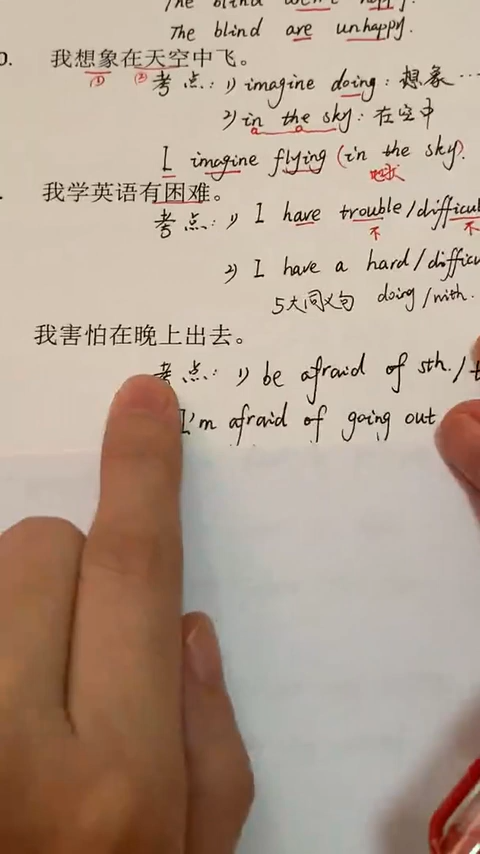 The blind
The blind are unhappy.
0. 我想象在天空中飞。
① ② 考点: 1) imagine doing: 想象…
2) in the sky: 在空中
I imagine flying (in the sky).
我学英语有困难。
考点: 1) I have trouble/difficul
不 不
2) I have a hard/difficu
5大同义句 doing/with.
我害怕在晚上出去。
考点: 1) be afraid of sth./
I'm afraid of going out